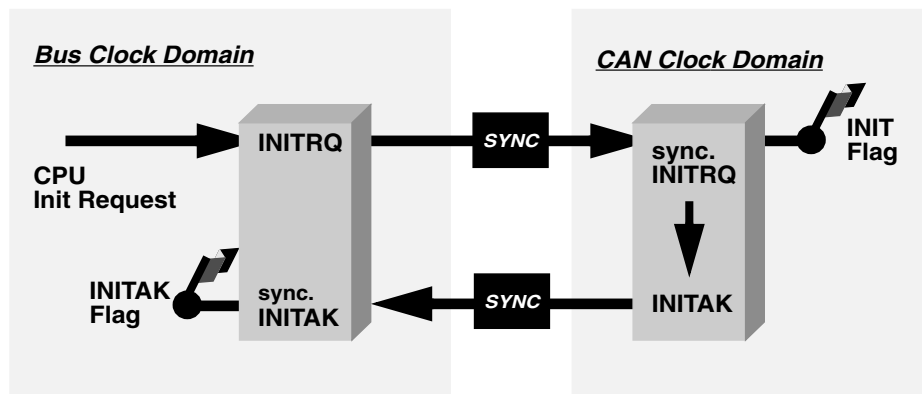 Bus Clock Domain
CAN Clock Domain
CPU
Init Request
INITRQ
SYNC
sync.
INITRQ
INIT
Flag
INITAK
Flag
sync.
INITAK
SYNC
INITAK